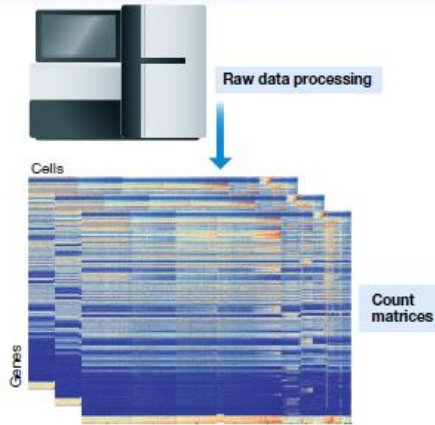 Raw data processing
Cells
Genes
Count
matrices